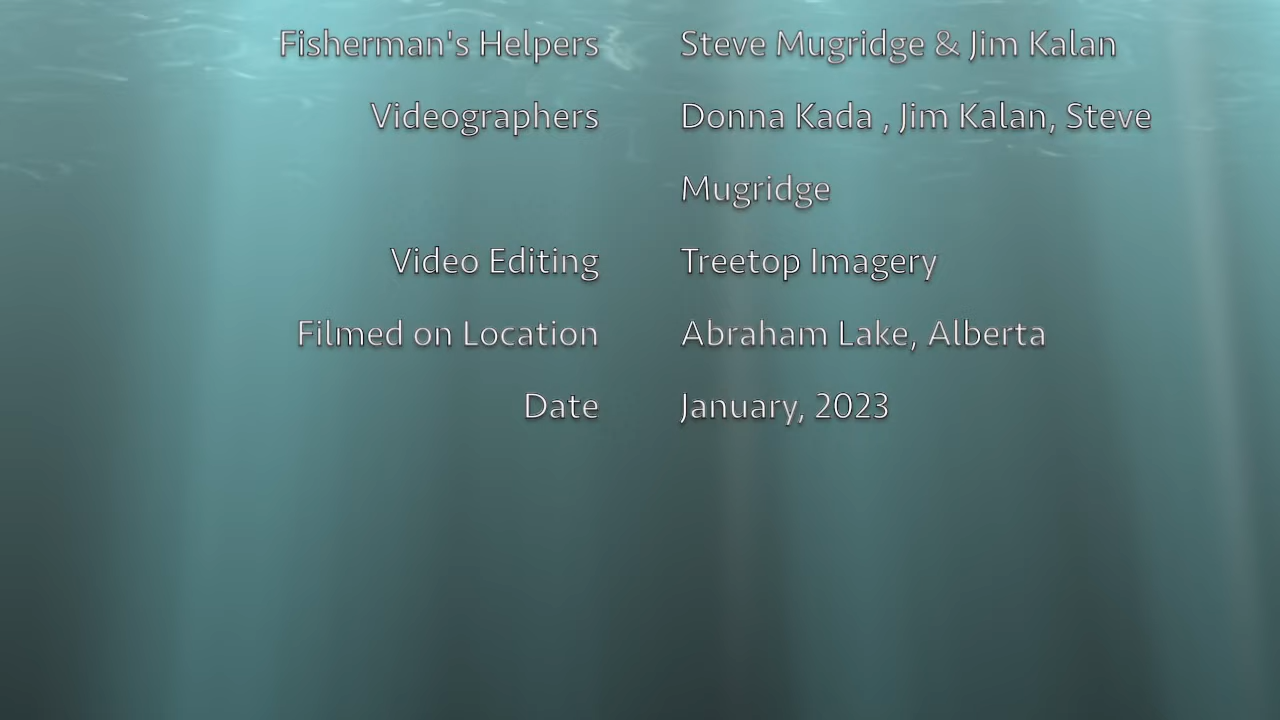 Fisherman's Helpers Steve Mugridge & Jim Kalan
Videographers Donna Kada , Jim Kalan, Steve
Mugridge
Video Editing Treetop Imagery
Filmed on Location Abraham Lake, Alberta
Date January, 2023